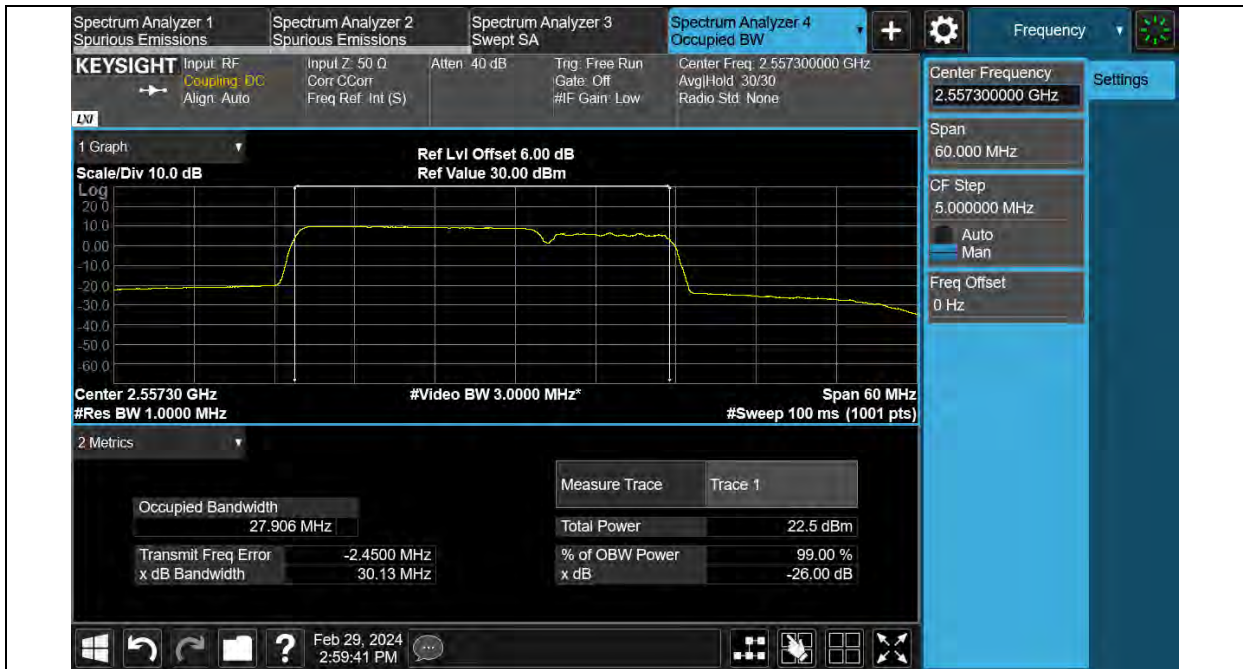 Spectrum Analyzer 1
Spurious Emissions
Spectrum Analyzer 2
Spurious Emissions
Spectrum Analyzer 3
Swept SA
Spectrum Analyzer 4
Occupied BW
Frequency
KEYSIGHT
Input: RF
Coupling: DC
Align: Auto
Input Z: 50 Ω
Corr CCorr
Freq Ref: Int (S)
Atten: 40 dB
Trig: Free Run
Gate: Off
#IF Gain: Low
Center Freq: 2.557300000 GHz
Avg|Hold: 30/30
Radio Std: None
LXI
Center Frequency
2.557300000 GHz
Settings
Span
60.000 MHz
CF Step
5.000000 MHz
Auto
Man
Freq Offset
0 Hz
1 Graph
Scale/Div 10.0 dB
Ref Lvl Offset 6.00 dB
Ref Value 30.00 dBm
Log
20.0
10.0
0.00
-10.0
-20.0
-30.0
-40.0
-50.0
-60.0
Center 2.55730 GHz
#Video BW 3.0000 MHz*
Span 60 MHz
#Res BW 1.0000 MHz
#Sweep 100 ms (1001 pts)
2 Metrics
Measure Trace
Trace 1
Occupied Bandwidth
27.906 MHz
Total Power
22.5 dBm
Transmit Freq Error
-2.4500 MHz
% of OBW Power
99.00 %
x dB Bandwidth
30.13 MHz
x dB
-26.00 dB
?
Feb 29, 2024
2:59:41 PM